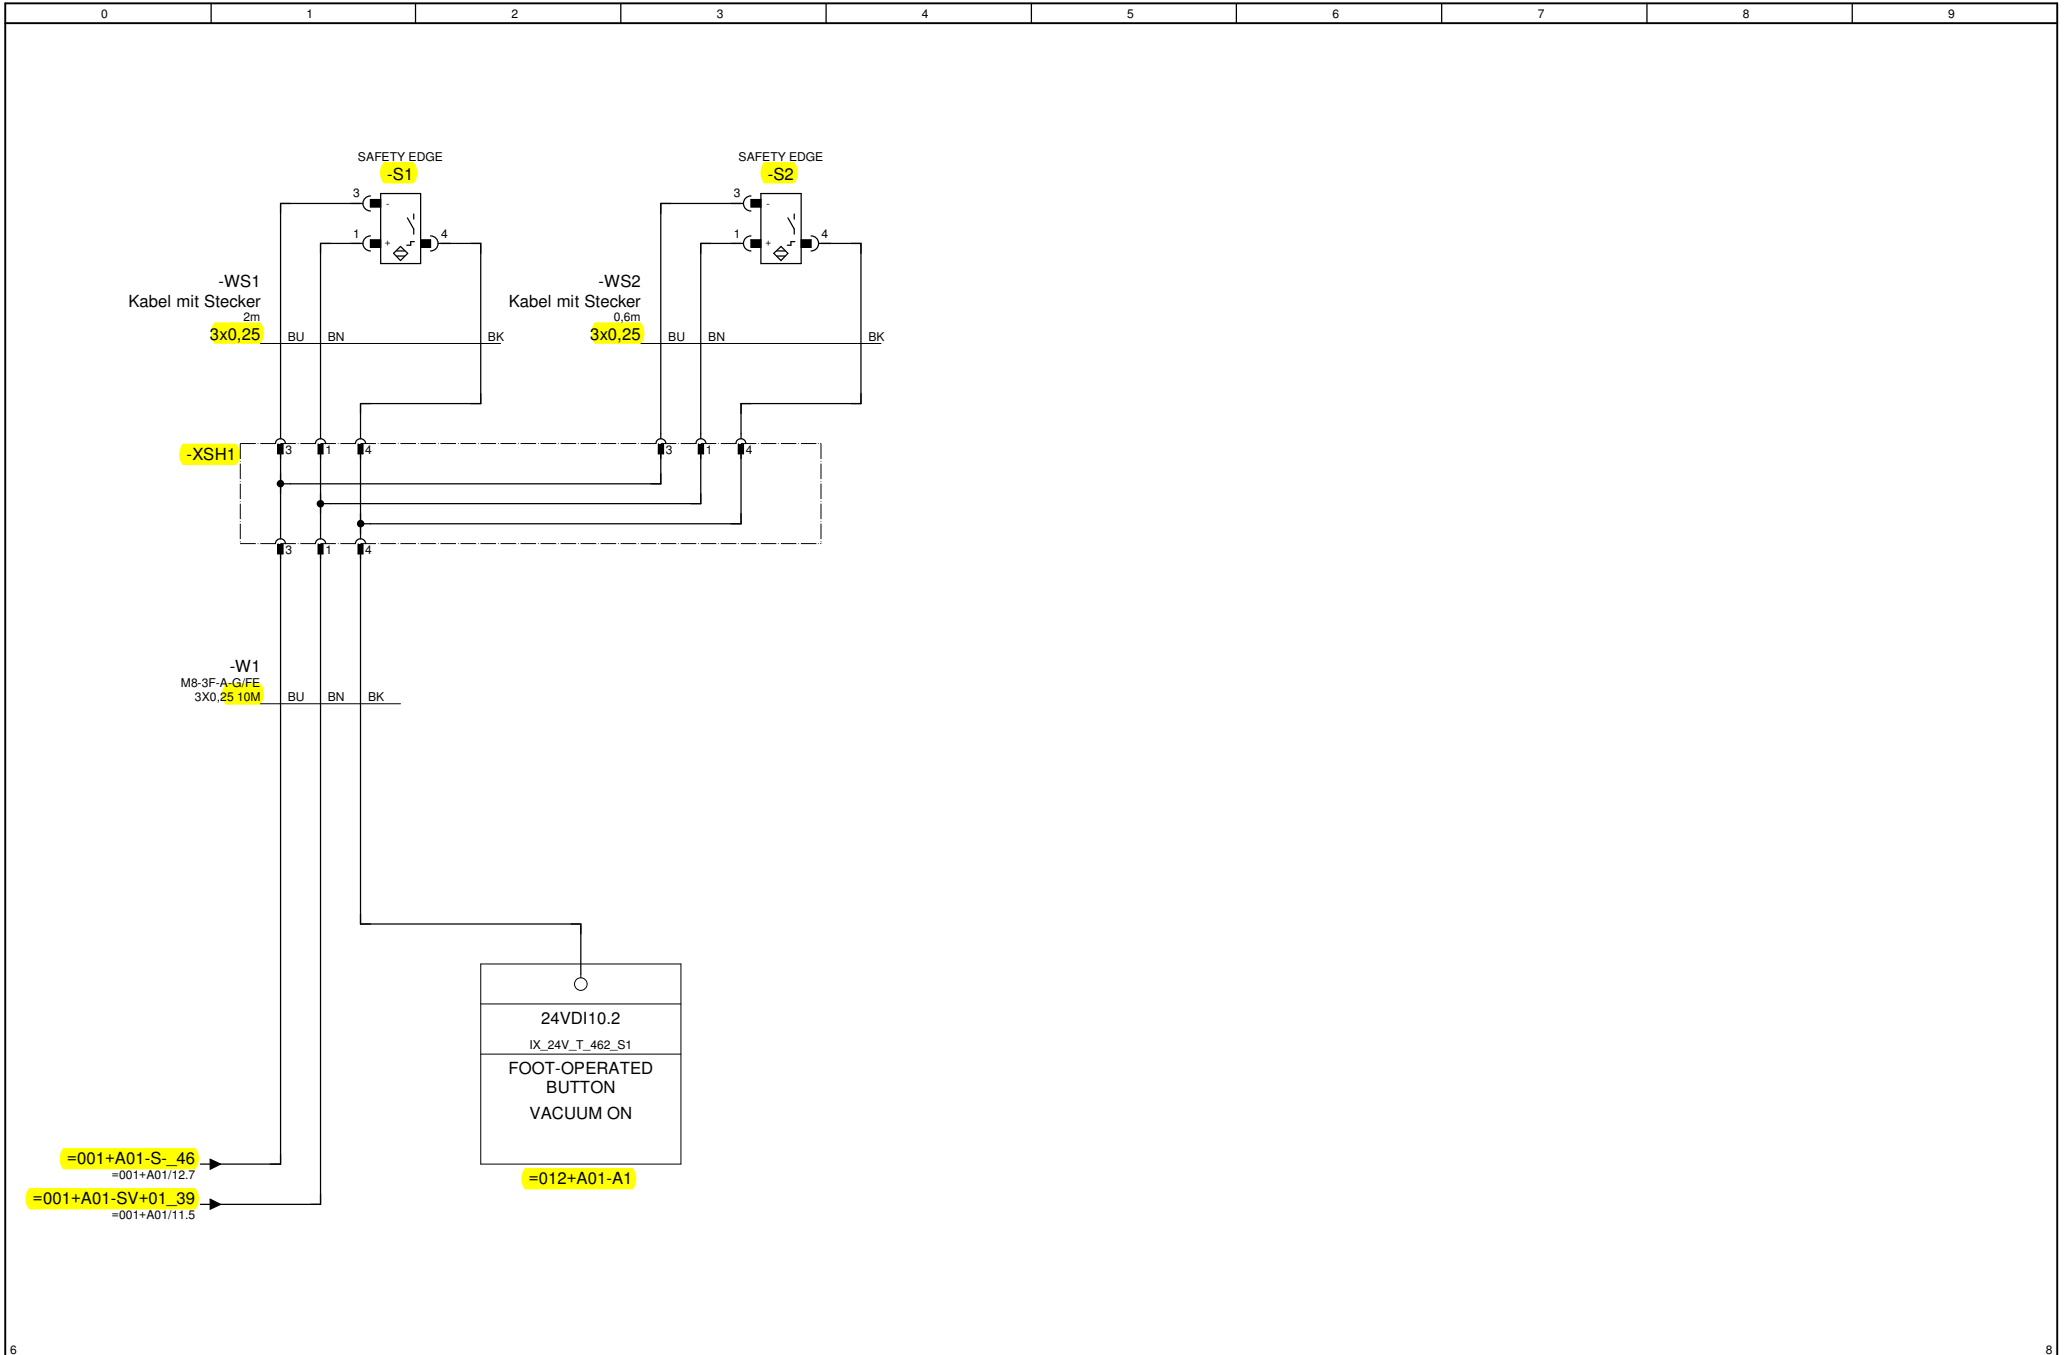 0 1 2 3 4 5 6 7 8 9
SAFETY EDGE
-S1
3
-
1
+
4
SAFETY EDGE
-S2
3
-
1
+
4
-WS1
Kabel mit Stecker
2m
3x0,25
BU BN BK
-WS2
Kabel mit Stecker
0,6m
3x0,25
BU BN BK
-XSH1
3 1 4 3 1 4
3 1 4
-W1
M8-3F-A-G/FE
3X0,25 10M
BU BN BK
24VDI10.2
IX_24V_T_462_S1
FOOT-OPERATED
BUTTON
VACUUM ON
=012+A01-A1
=001+A01-S-_46
=001+A01/12.7
=001+A01-SV+01_39
=001+A01/11.5
6 8